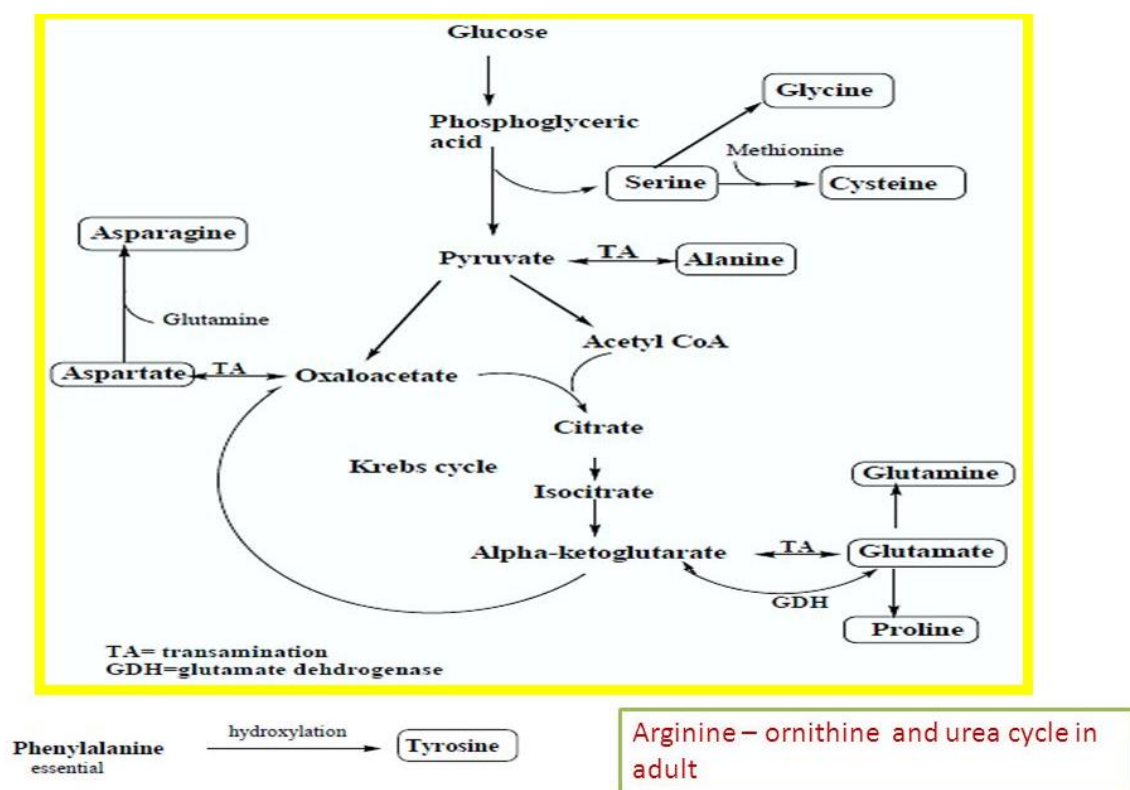 Glucose
Phosphoglyceric
acid
Glycine
Methionine
Serine
Cysteine
Asparagine
Pyruvate
TA
Alanine
Glutamine
Acetyl CoA
Aspartate
TA
Oxaloacetate
Citrate
Krebs cycle
Isocitrate
Glutamine
Alpha-ketoglutarate
TA
Glutamate
GDH
Proline
TA= transamination
GDH=glutamate dehdrogenase
Phenylalanine
essential
hydroxylation
Tyrosine
Arginine – ornithine and urea cycle in
adult